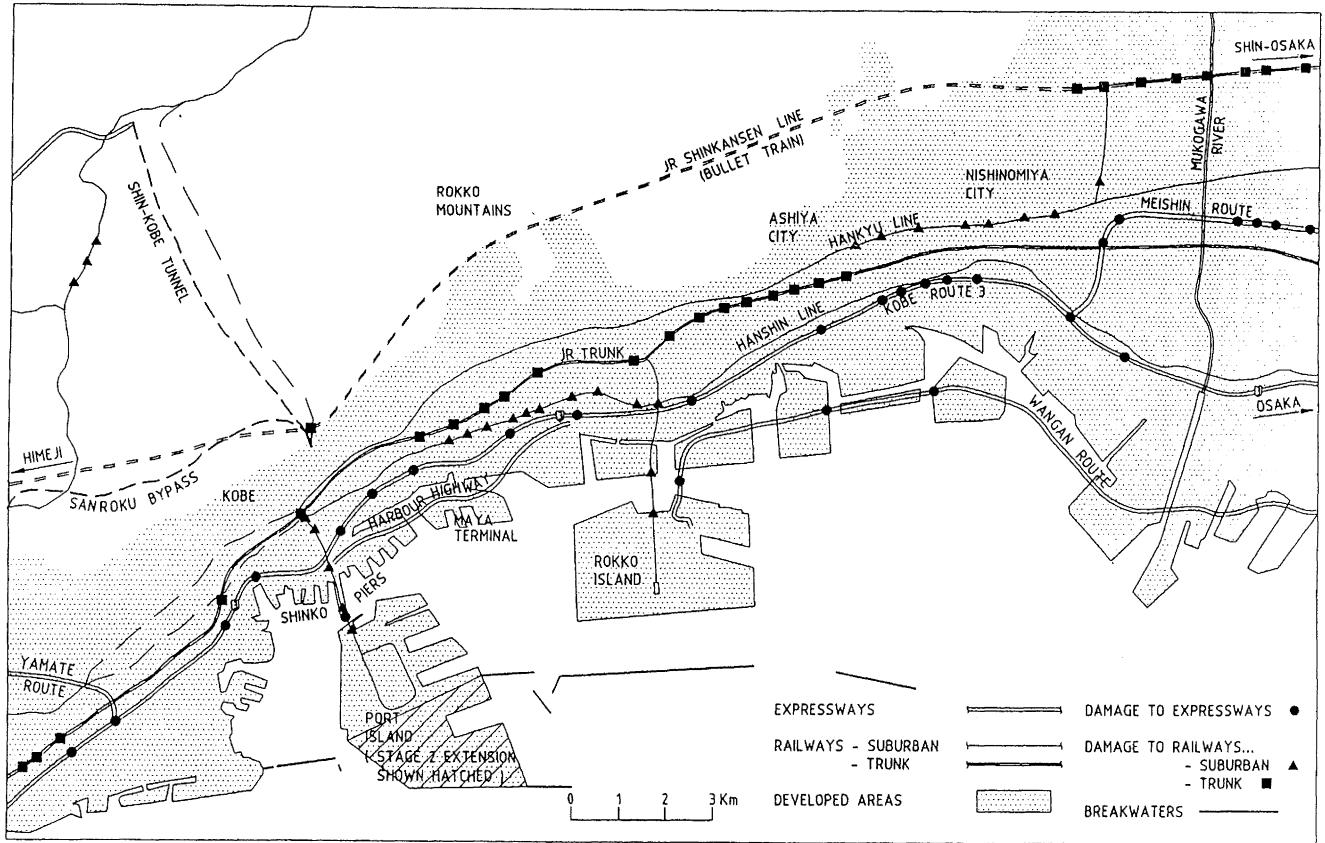 SHIN-OSAKA
MUKOGAWA
RIVER
JR SHINKANSEN LINE
(BULLET TRAIN)
SHIN-KOBE TUNNEL
ROKKO
MOUNTAINS
NISHINOMIYA
CITY
MEISHIN ROUTE
ASHIYA
CITY
HANKYU LINE
KOBE ROUTE 3
HANSHIN LINE
JR TRUNK
OSAKA
WANGAN ROUTE
HIMEJI
SANROKU BYPASS
KOBE
HARBOUR HIGHWAY
MAYA
TERMINAL
ROKKO
ISLAND
SHINKO PIERS
YAMATE
ROUTE
PORT
ISLAND
( STAGE 2 EXTENSION
SHOWN HATCHED )
EXPRESSWAYS
DAMAGE TO EXPRESSWAYS
RAILWAYS - SUBURBAN
- TRUNK
DAMAGE TO RAILWAYS...
- SUBURBAN
- TRUNK
DEVELOPED AREAS
BREAKWATERS
0 1 2 3 Km